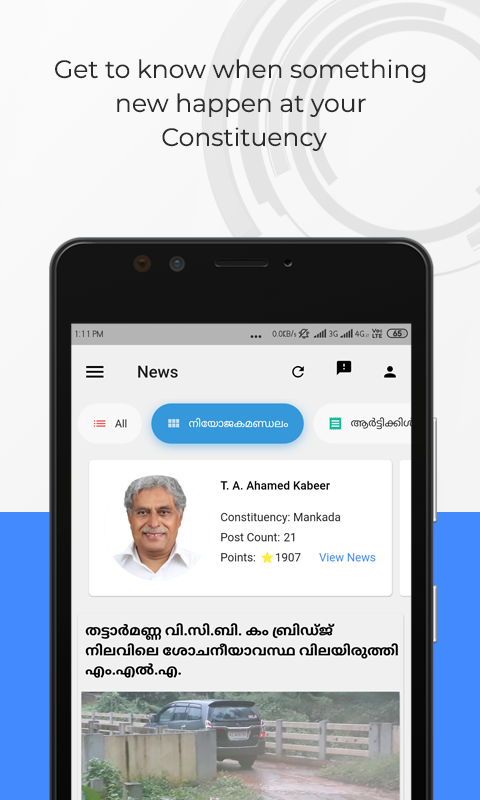 Get to know when something
new happen at your
Constituency
1:11 PM
... 0.0KB/s 3G 4G Vo) LTE 65
News
All
നിയോജകമണ്ഡലം
ആർട്ടിക്കിൾ
T. A. Ahamed Kabeer
Constituency: Mankada
Post Count: 21
Points: ⭐1907 View News
തട്ടാർമണ്ണ വി.സി.ബി. കം ബ്രിഡ്ജ്
നിലവിലെ ശോചനീയാവസ്ഥ വിലയിരുത്തി
എം.എൽ.എ.